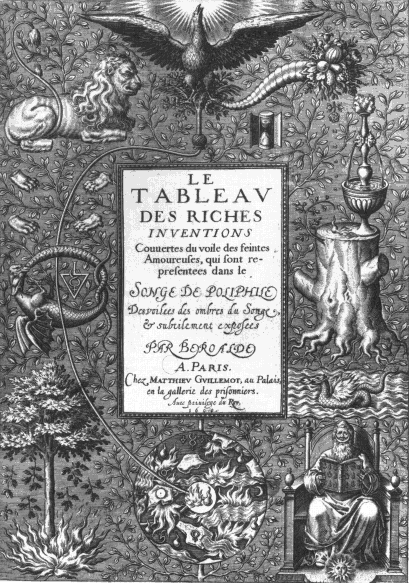 LE
TABLEAV
DES RICHES
INVENTIONS
Couuertes du voile des feintes
Amoureuses, qui sont re-
presentees dans le
SONGE DE POLIPHILE
Desvoilees des ombres du Songe,
& subtilement exposees
PAR BEROALDE
A PARIS.
Chez MATTHIEV GVILLEMOT, au Palais,
en la gallerie des prisonniers.
Auec priuilege du Roy,